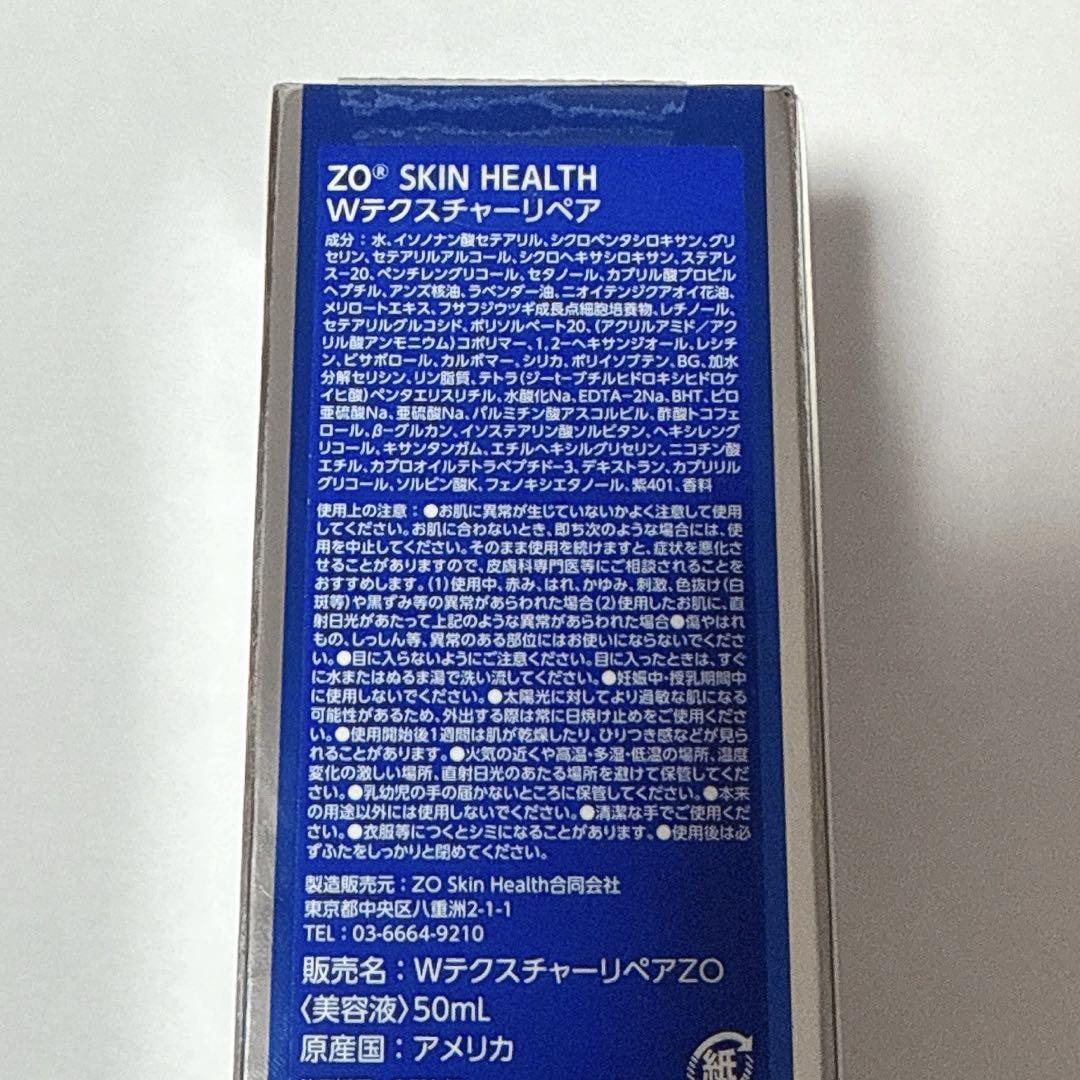 ZO® SKIN HEALTH
Wテクスチャーリペア
成分：水、イソノナン酸セテアリル、シクロペンタシロキサン、グリ
セリン、セテアリルアルコール、シクロヘキサシロキサン、ステアレ
ス-20、ペンチレングリコール、セタノール、カプリル酸プロピル
ヘプチル、アンズ核油、ラベンダー油、ニオイテンジクアオイ花油、
メリロートエキス、フサフジウツギ成長点細胞培養物、レチノール、
セテアリルグルコシド、ポリソルベート20、(アクリルアミド／アク
リル酸アンモニウム)コポリマー、1,2-ヘキサンジオール、レシチ
ン、ビサボロール、カルボマー、シリカ、ポリイソブテン、BG、加水
分解セリシン、リン脂質、テトラ(ジ-t-ブチルヒドロキシヒドロケ
イヒ酸)ペンタエリスリチル、水酸化Na、EDTA-2Na、BHT、ピロ
亜硫酸Na、亜硫酸Na、パルミチン酸アスコルビル、酢酸トコフェ
ロール、β-グルカン、イソステアリン酸ソルビタン、ヘキシレング
リコール、キサンタンガム、エチルヘキシルグリセリン、ニコチン酸
エチル、カプロオイルテトラペプチド-3、デキストラン、カプリリル
グリコール、ソルビン酸K、フェノキシエタノール、紫401、香料
使用上の注意：●お肌に異常が生じていないかよく注意して使用
してください。お肌に合わないとき、即ち次のような場合には、使
用を中止してください。そのまま使用を続けますと、症状を悪化さ
せることがありますので、皮膚科専門医等にご相談されることを
おすすめします。(1)使用中、赤み、はれ、かゆみ、刺激、色抜け(白
斑等)や黒ずみ等の異常があらわれた場合(2)使用したお肌に、直
射日光があたって上記のような異常があらわれた場合●傷やはれ
もの、しっしん等、異常のある部位にはお使いにならないでくださ
い。●目に入らないようにご注意ください。目に入ったときは、すぐ
に水またはぬるま湯で洗い流してください。●妊娠中・授乳期間中
に使用しないでください。●太陽光に対してより過敏な肌になる
可能性があるため、外出する際は常に日焼け止めをご使用くださ
い。●使用開始後1週間は肌が乾燥したり、ひりつき感などが見ら
れることがあります。●火気の近くや高温・多湿・低温の場所、温度
変化の激しい場所、直射日光のあたる場所を避けて保管してくだ
さい。●乳幼児の手の届かないところに保管してください。●本来
の用途以外には使用しないでください。●清潔な手でご使用くだ
さい。●衣服等につくとシミになることがあります。●使用後は必
ずふたをしっかりと閉めてください。
製造販売元：ZO Skin Health合同会社
東京都中央区八重洲2-1-1
TEL：03-6664-9210
販売名：WテクスチャーリペアZO
〈美容液〉50mL
原産国：アメリカ
紙